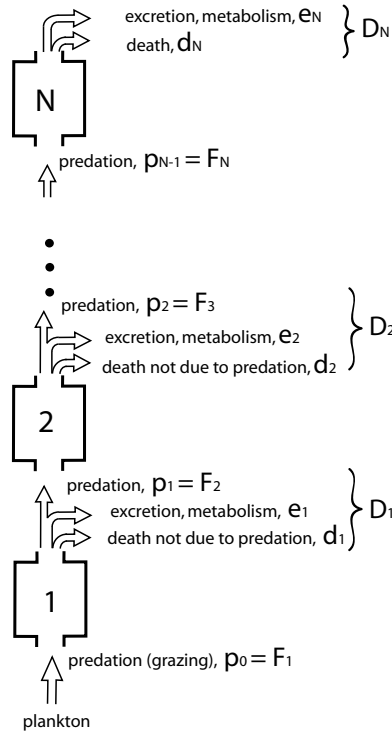 excretion, metabolism, eN
death, dN
DN
N
predation, pN-1 = FN
predation, p2 = F3
excretion, metabolism, e2
death not due to predation, d2
D2
2
predation, p1 = F2
excretion, metabolism, e1
death not due to predation, d1
D1
1
predation (grazing), p0 = F1
plankton